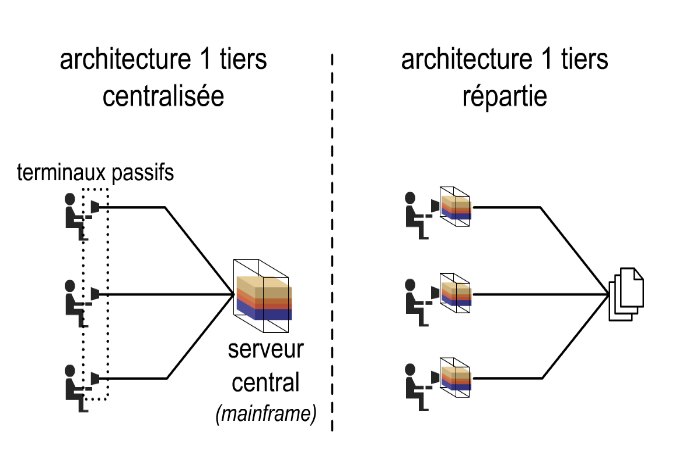 architecture 1 tiers
centralisée
terminaux passifs
serveur
central
(mainframe)
architecture 1 tiers
répartie